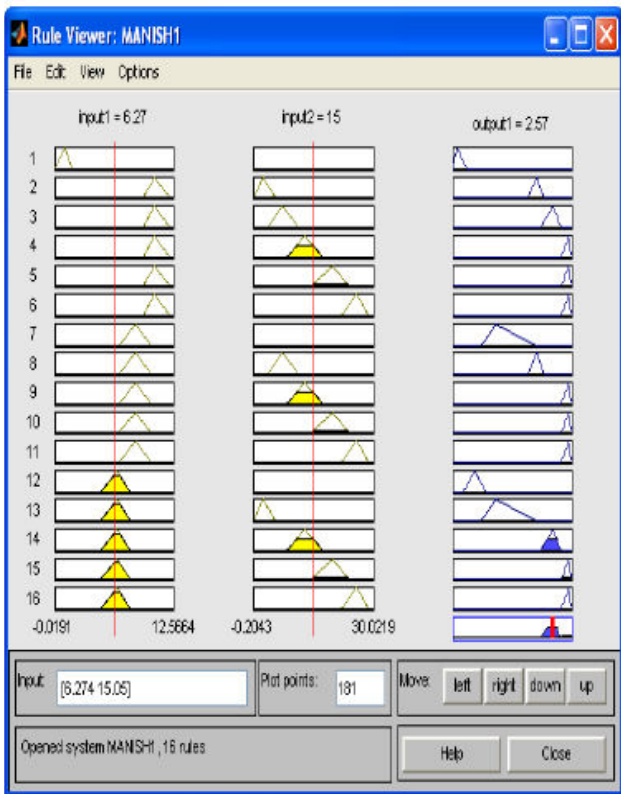 Rule Viewer: MANISH1
File Edit View Options
input1 = 6.27
input2 = 15
output1 = 2.57
1
2
3
4
5
6
7
8
9
10
11
12
13
14
15
16
-0.0191 12.5664
-0.2043 30.0219
Input: [6.274 15.05]
Plot points: 181
Move: left right down up
Opened system MANISH1, 16 rules
Help Close